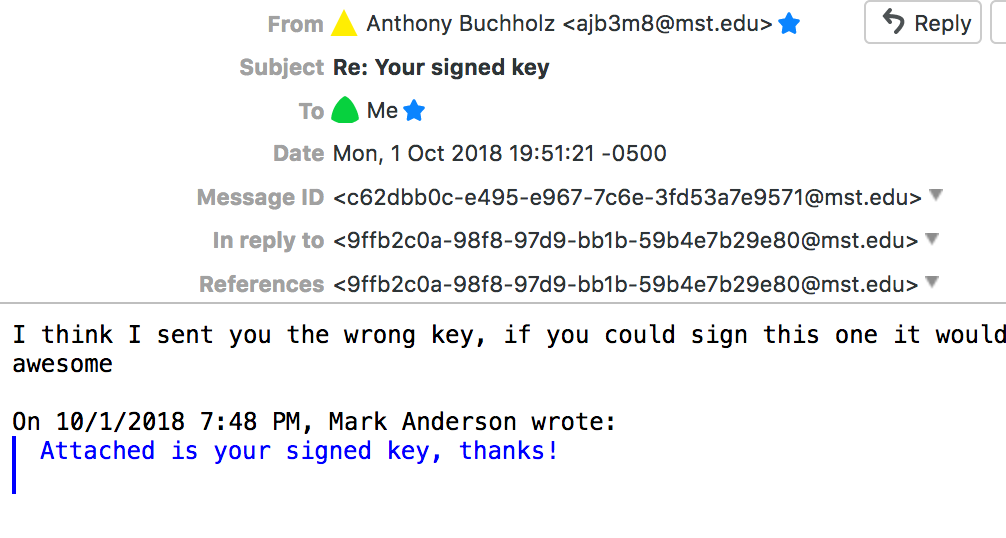 From Anthony Buchholz <ajb3m8@mst.edu>
Reply
Subject Re: Your signed key
To Me
Date Mon, 1 Oct 2018 19:51:21 -0500
Message ID <c62dbb0c-e495-e967-7c6e-3fd53a7e9571@mst.edu>
In reply to <9ffb2c0a-98f8-97d9-bb1b-59b4e7b29e80@mst.edu>
References <9ffb2c0a-98f8-97d9-bb1b-59b4e7b29e80@mst.edu>
I think I sent you the wrong key, if you could sign this one it would
awesome
On 10/1/2018 7:48 PM, Mark Anderson wrote:
Attached is your signed key, thanks!